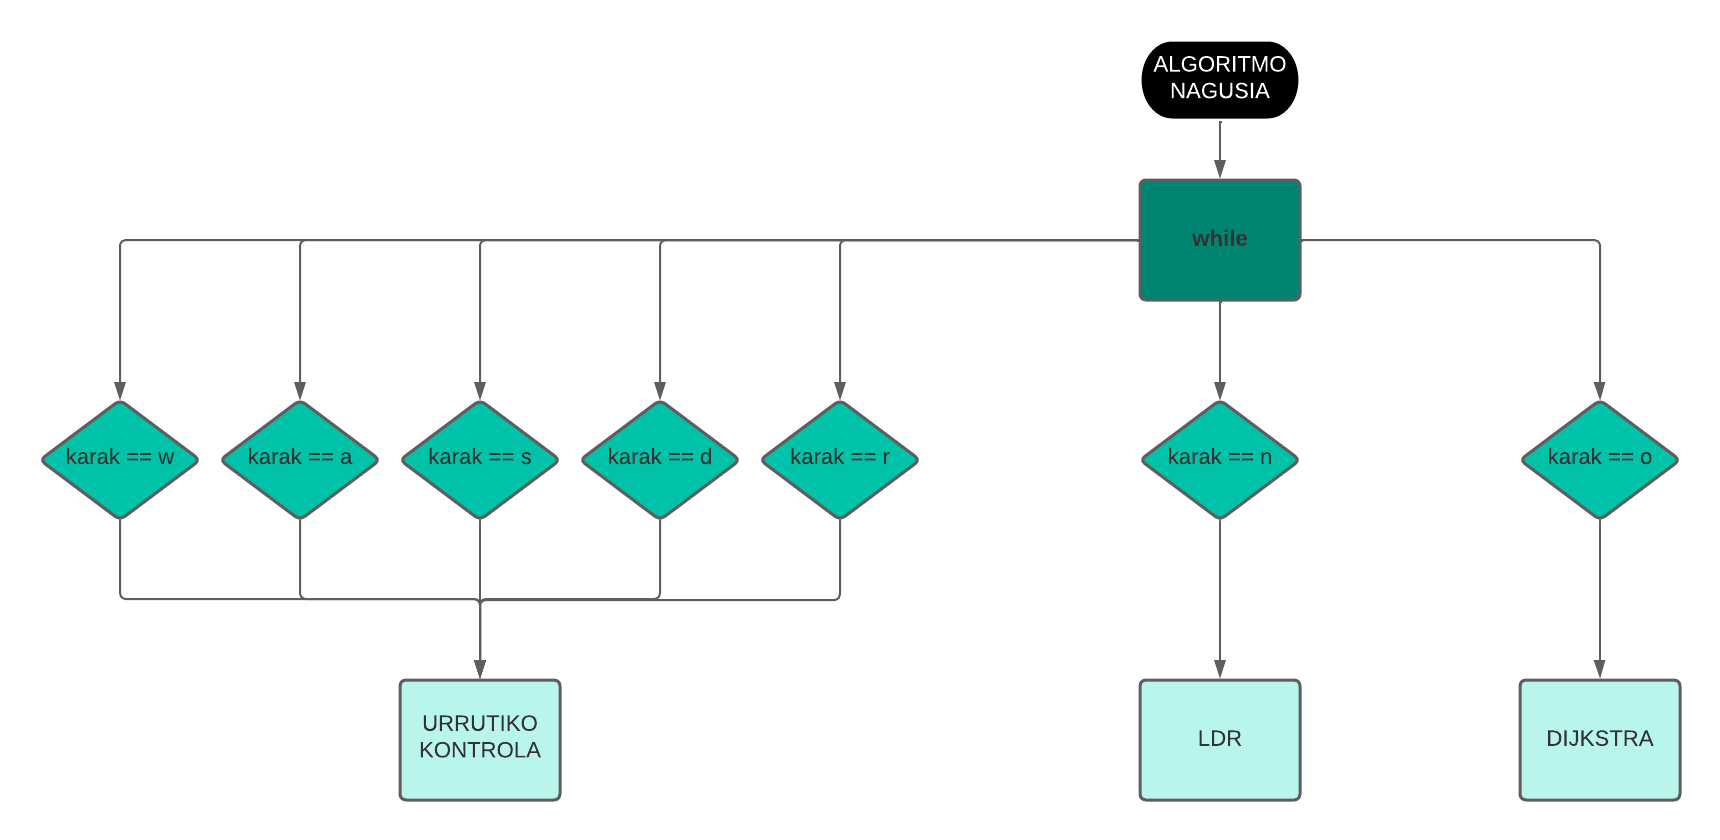 ALGORITMO
NAGUSIA
while
karak == w
karak == a
karak == s
karak == d
karak == r
karak == n
karak == o
URRUTIKO
KONTROLA
LDR
DIJKSTRA